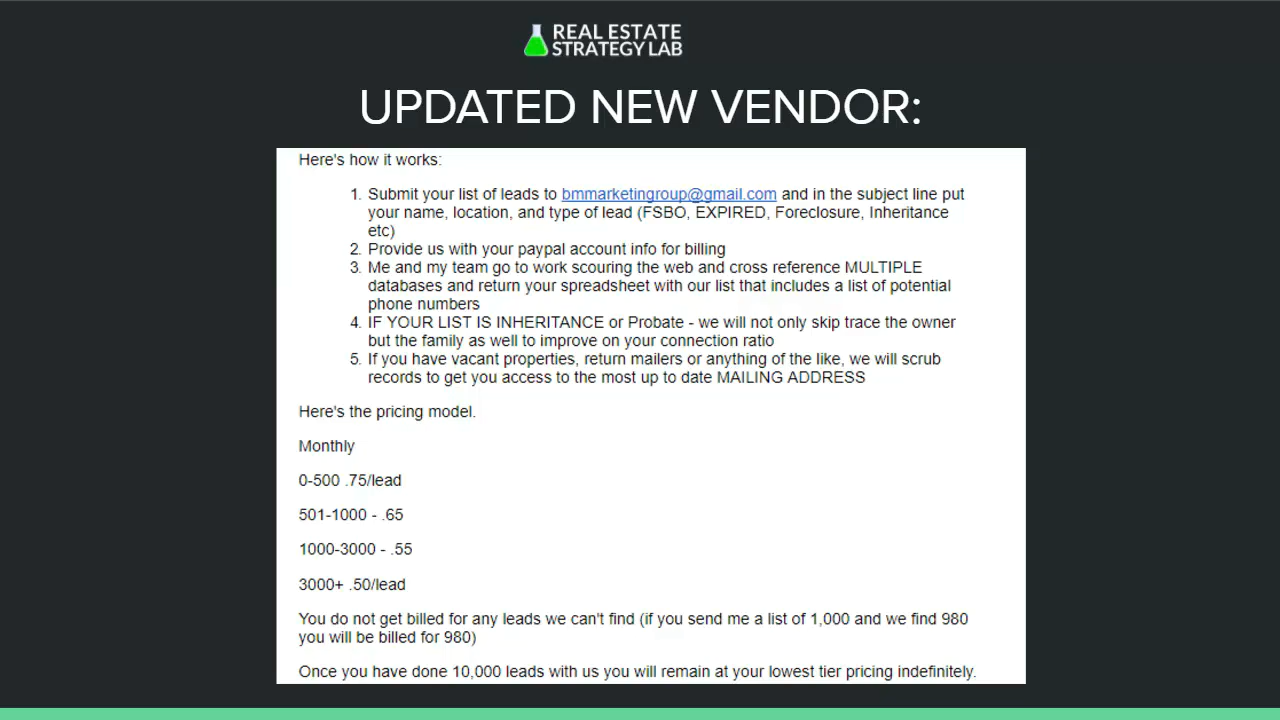 REAL ESTATE
STRATEGY LAB
UPDATED NEW VENDOR:
Here's how it works:
1. Submit your list of leads to bmmarketingroup@gmail.com and in the subject line put
your name, location, and type of lead (FSBO, EXPIRED, Foreclosure, Inheritance
etc)
2. Provide us with your paypal account info for billing
3. Me and my team go to work scouring the web and cross reference MULTIPLE
databases and return your spreadsheet with our list that includes a list of potential
phone numbers
4. IF YOUR LIST IS INHERITANCE or Probate - we will not only skip trace the owner
but the family as well to improve on your connection ratio
5. If you have vacant properties, return mailers or anything of the like, we will scrub
records to get you access to the most up to date MAILING ADDRESS
Here's the pricing model.
Monthly
0-500 .75/lead
501-1000 - .65
1000-3000 - .55
3000+ .50/lead
You do not get billed for any leads we can't find (if you send me a list of 1,000 and we find 980
you will be billed for 980)
Once you have done 10,000 leads with us you will remain at your lowest tier pricing indefinitely.